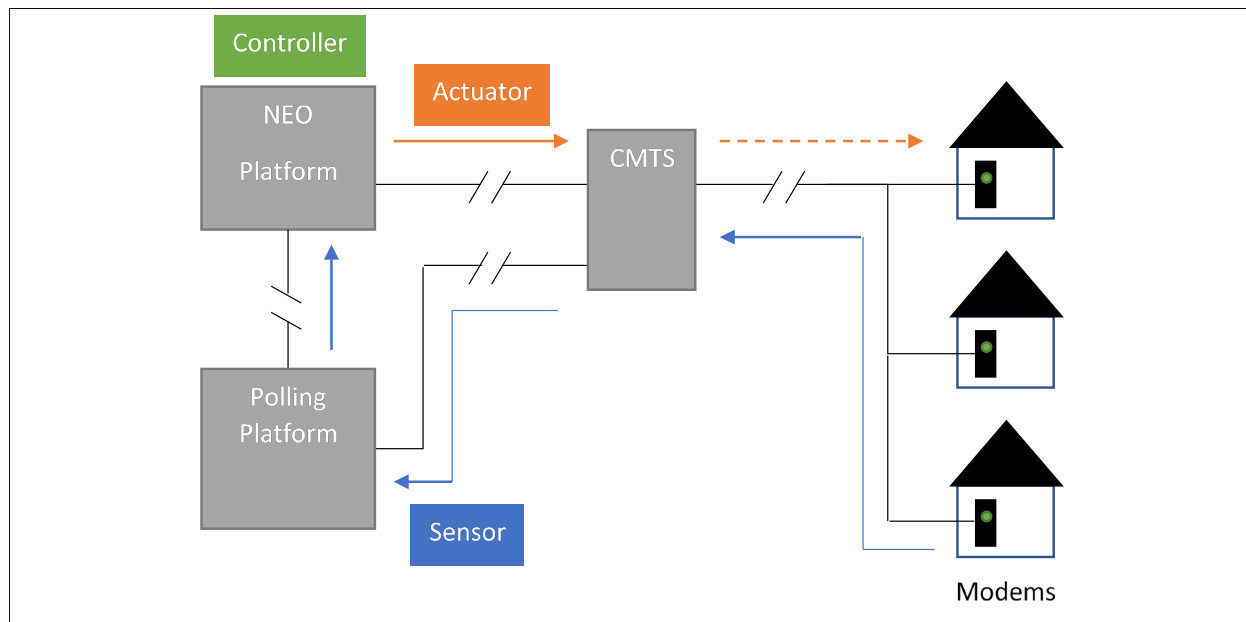 Controller
NEO
Platform
Actuator
CMTS
Polling
Platform
Sensor
Modems